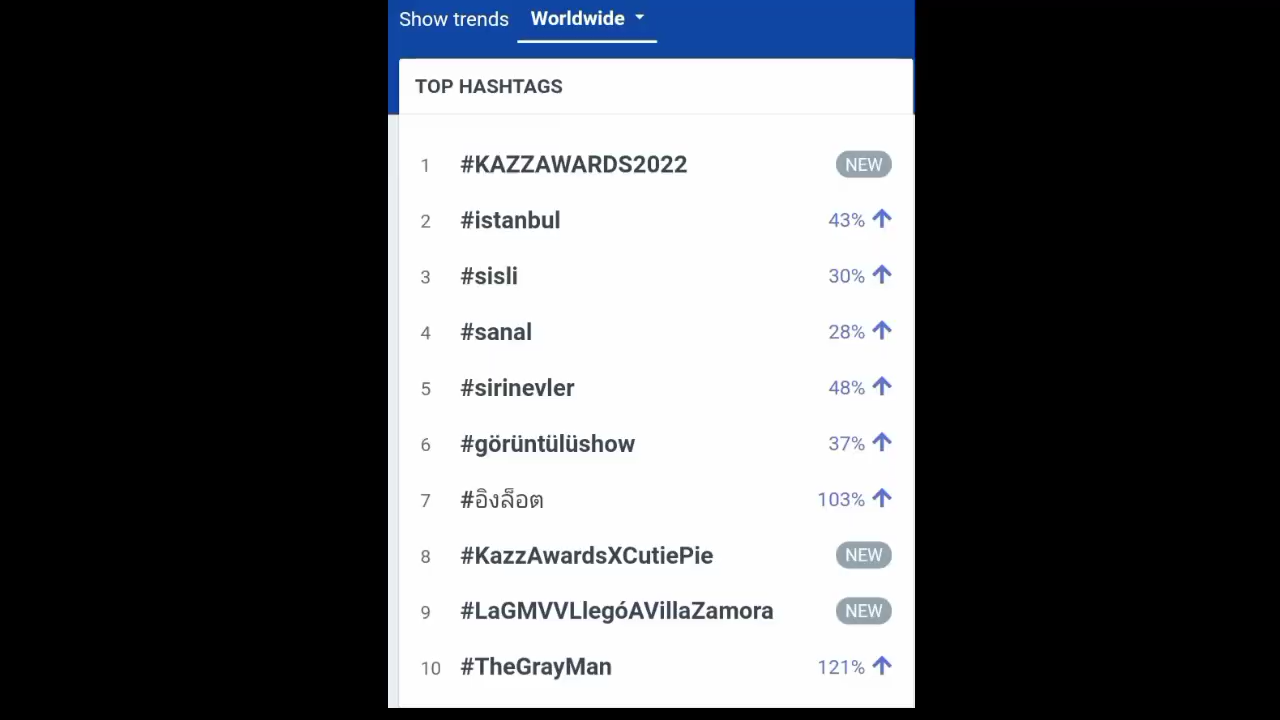 Show trends Worldwide
TOP HASHTAGS
1 #KAZZAWARDS2022 NEW
2 #istanbul 43%
3 #sisli 30%
4 #sanal 28%
5 #sirinevler 48%
6 #görüntülüshow 37%
7 #อิงล็อต 103%
8 #KazzAwardsXCutiePie NEW
9 #LaGMVVLlegóAVillaZamora NEW
10 #TheGrayMan 121%